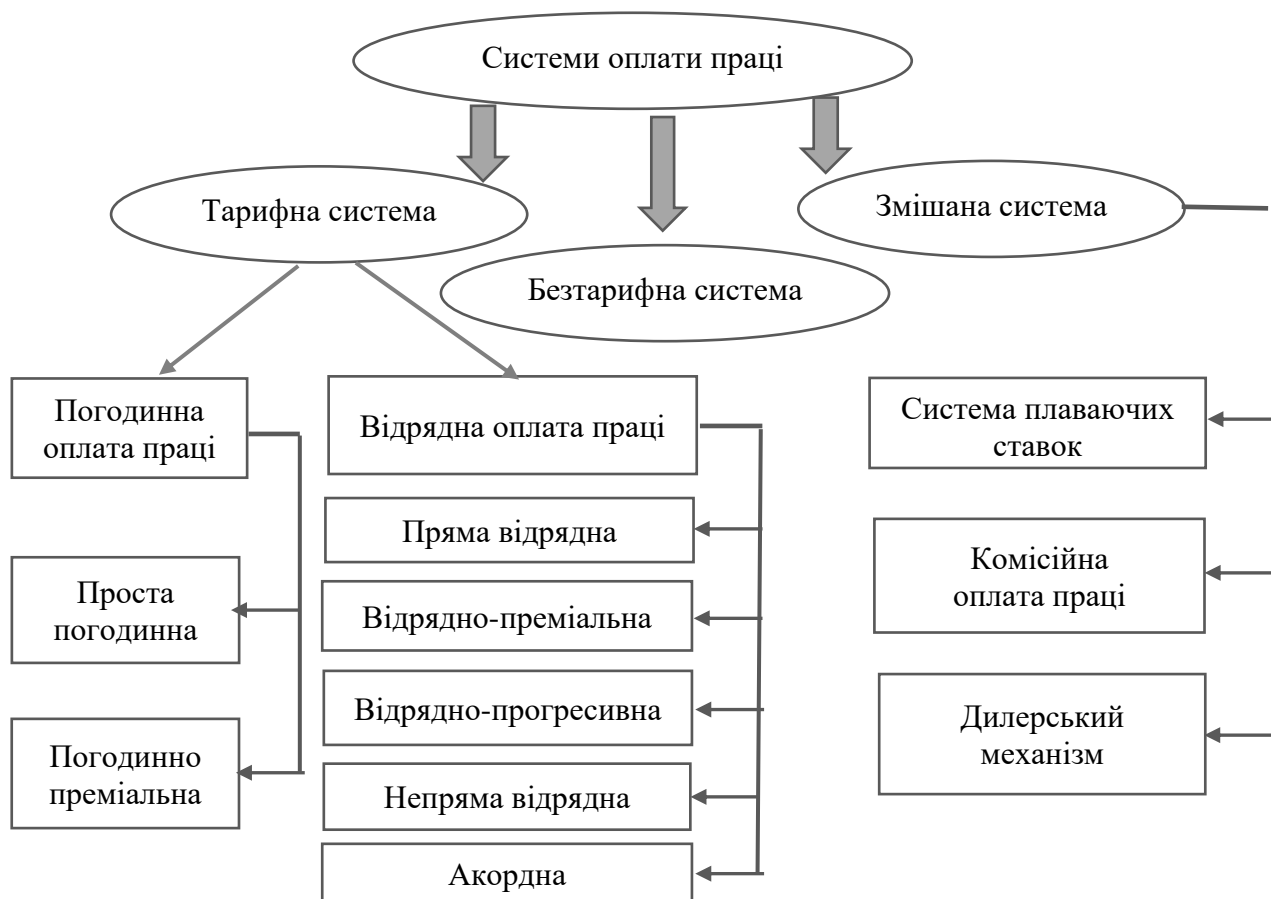 Системи оплати праці
Тарифна система
Змішана система
Безтарифна система
Погодинна
оплата праці
Відрядна оплата праці
Система плаваючих
ставок
Пряма відрядна
Комісійна
оплата праці
Проста
погодинна
Відрядно-преміальна
Відрядно-прогресивна
Дилерський
механізм
Погодинно
преміальна
Непряма відрядна
Акордна